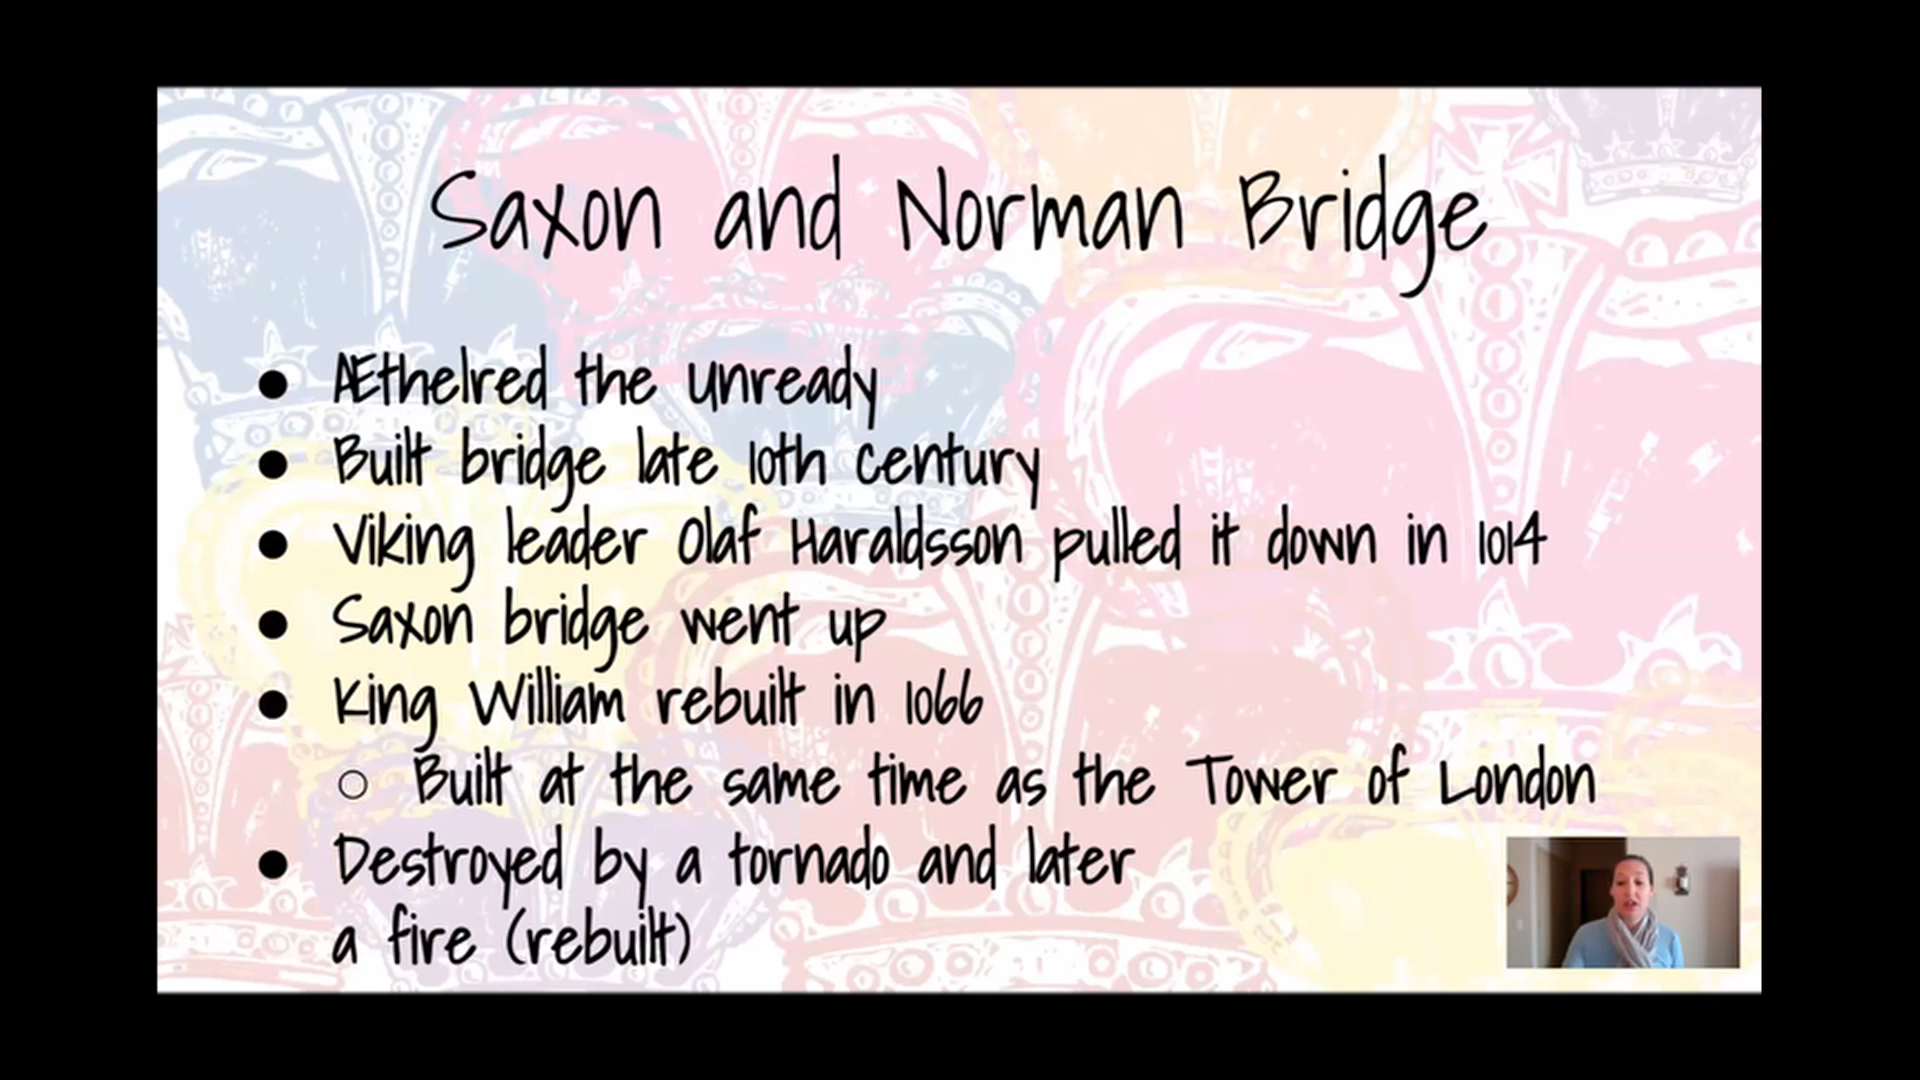 Saxon and Norman Bridge
● Æthelred the Unready
● Built bridge late 10th century
● Viking leader Olaf Haraldsson pulled it down in 1014
● Saxon bridge went up
● King William rebuilt in 1066
○ Built at the same time as the Tower of London
● Destroyed by a tornado and later
a fire (rebuilt)